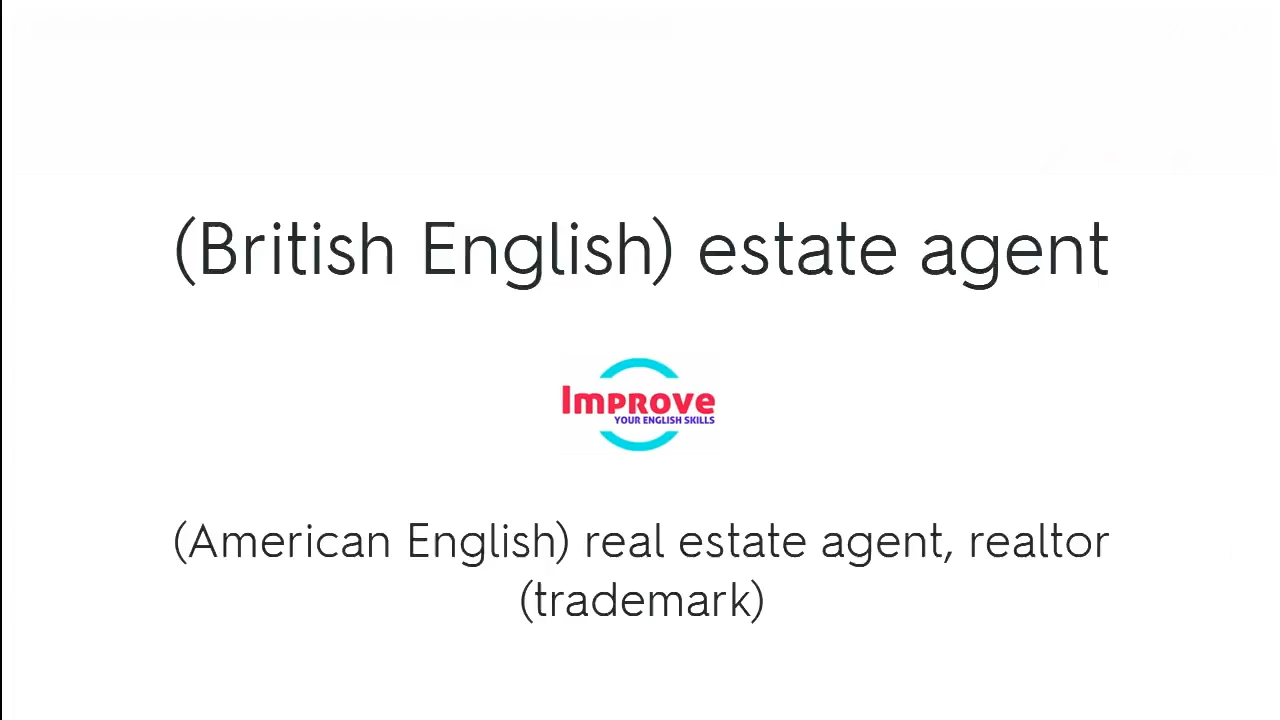 (British English) estate agent
Improve
YOUR ENGLISH SKILLS
(American English) real estate agent, realtor
(trademark)